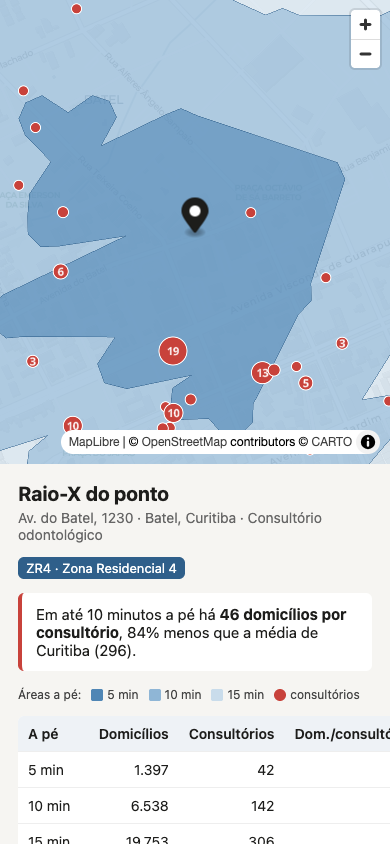 +
−
BATEL
6
19
3
13
3
5
10
10
MapLibre | © OpenStreetMap contributors © CARTO
Raio-X do ponto
Av. do Batel, 1230 · Batel, Curitiba · Consultório
odontológico
ZR4 · Zona Residencial 4
Em até 10 minutos a pé há 46 domicílios por
consultório, 84% menos que a média de
Curitiba (296).
Áreas a pé: 5 min 10 min 15 min consultórios
A pé Domicílios Consultórios Dom./consultó
5 min 1.397 42
10 min 6.538 142
15 min 19.753 306